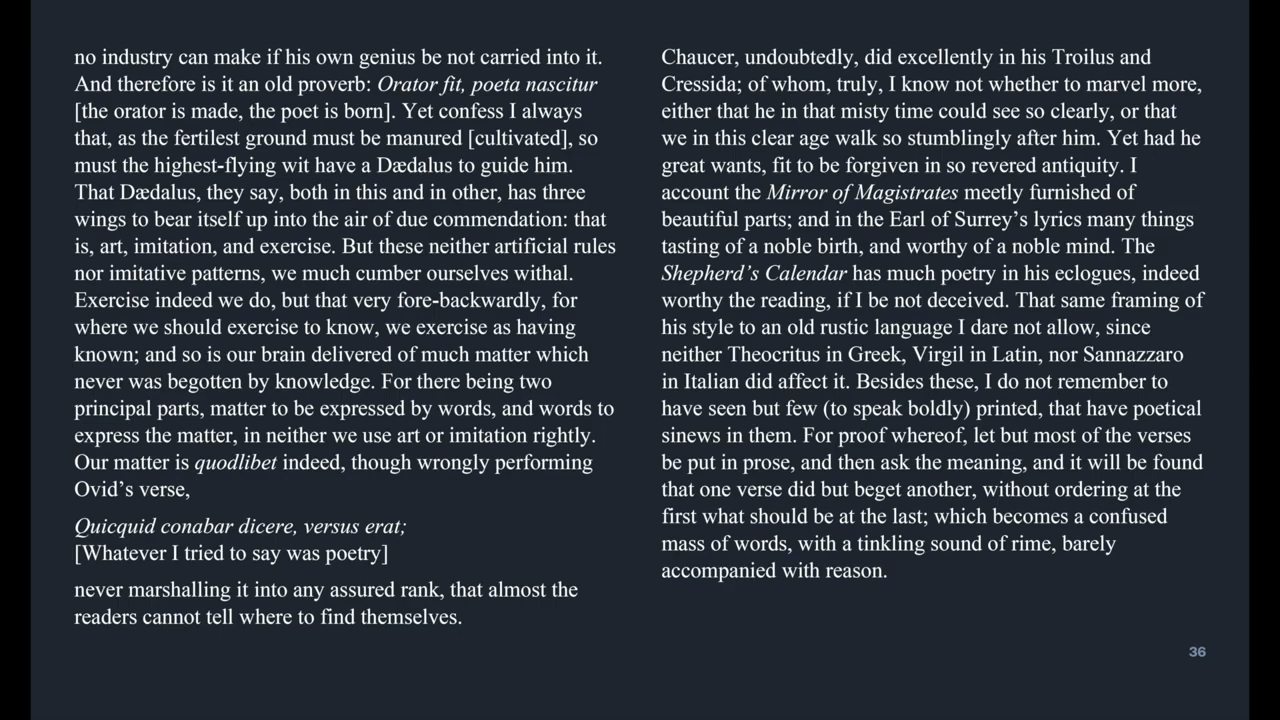 no industry can make if his own genius be not carried into it.
And therefore is it an old proverb: Orator fit, poeta nascitur
[the orator is made, the poet is born]. Yet confess I always
that, as the fertilest ground must be manured [cultivated], so
must the highest-flying wit have a Dædalus to guide him.
That Dædalus, they say, both in this and in other, has three
wings to bear itself up into the air of due commendation: that
is, art, imitation, and exercise. But these neither artificial rules
nor imitative patterns, we much cumber ourselves withal.
Exercise indeed we do, but that very fore-backwardly, for
where we should exercise to know, we exercise as having
known; and so is our brain delivered of much matter which
never was begotten by knowledge. For there being two
principal parts, matter to be expressed by words, and words to
express the matter, in neither we use art or imitation rightly.
Our matter is quodlibet indeed, though wrongly performing
Ovid’s verse,
Quicquid conabar dicere, versus erat;
[Whatever I tried to say was poetry]
never marshalling it into any assured rank, that almost the
readers cannot tell where to find themselves.
Chaucer, undoubtedly, did excellently in his Troilus and
Cressida; of whom, truly, I know not whether to marvel more,
either that he in that misty time could see so clearly, or that
we in this clear age walk so stumblingly after him. Yet had he
great wants, fit to be forgiven in so revered antiquity. I
account the Mirror of Magistrates meetly furnished of
beautiful parts; and in the Earl of Surrey’s lyrics many things
tasting of a noble birth, and worthy of a noble mind. The
Shepherd’s Calendar has much poetry in his eclogues, indeed
worthy the reading, if I be not deceived. That same framing of
his style to an old rustic language I dare not allow, since
neither Theocritus in Greek, Virgil in Latin, nor Sannazzaro
in Italian did affect it. Besides these, I do not remember to
have seen but few (to speak boldly) printed, that have poetical
sinews in them. For proof whereof, let but most of the verses
be put in prose, and then ask the meaning, and it will be found
that one verse did but beget another, without ordering at the
first what should be at the last; which becomes a confused
mass of words, with a tinkling sound of rime, barely
accompanied with reason.
36